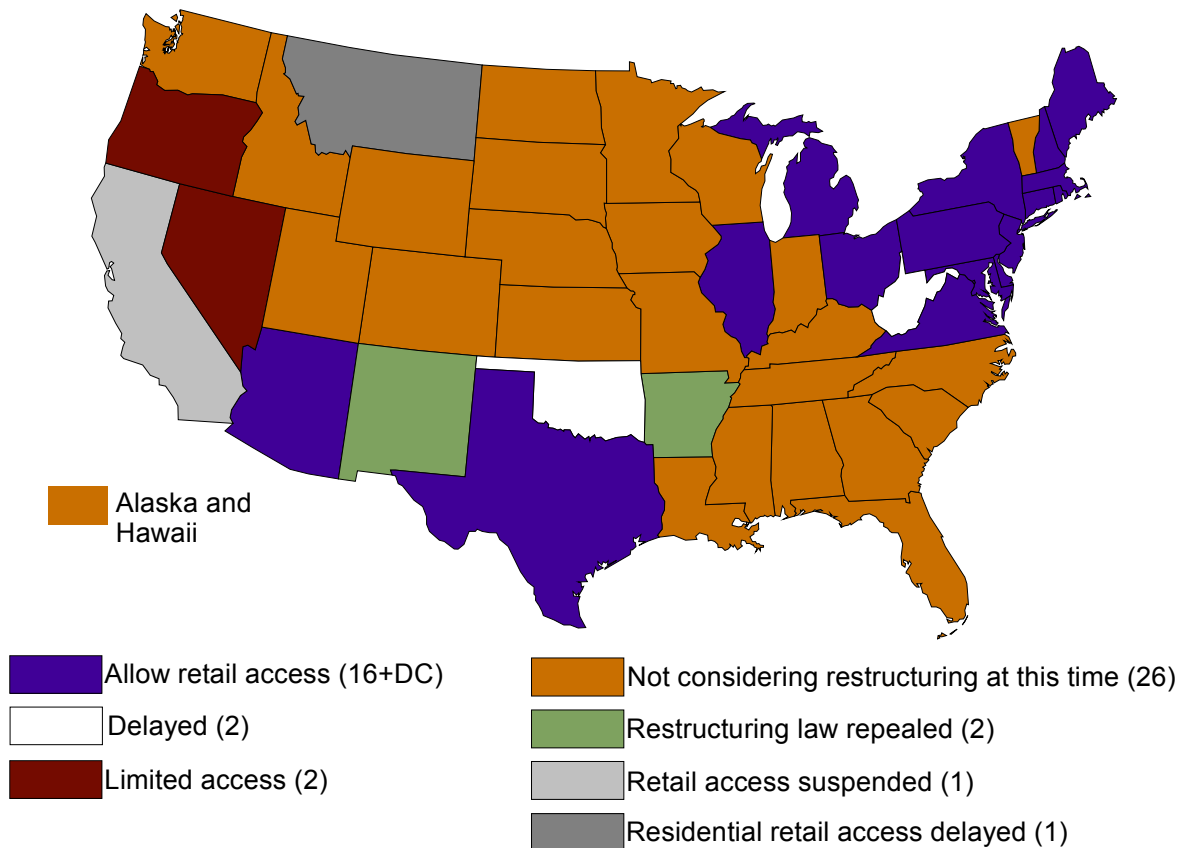 Alaska and
Hawaii
Allow retail access (16+DC)
Delayed (2)
Limited access (2)
Not considering restructuring at this time (26)
Restructuring law repealed (2)
Retail access suspended (1)
Residential retail access delayed (1)